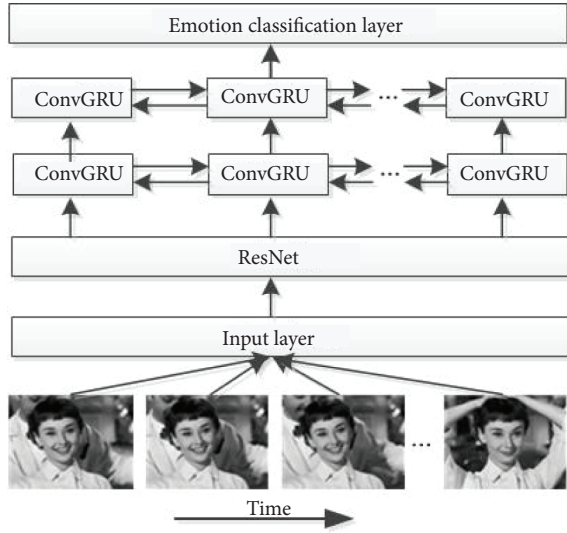 Emotion classification layer
ConvGRU ConvGRU ... ConvGRU
ConvGRU ConvGRU ... ConvGRU
ResNet
Input layer
...
Time